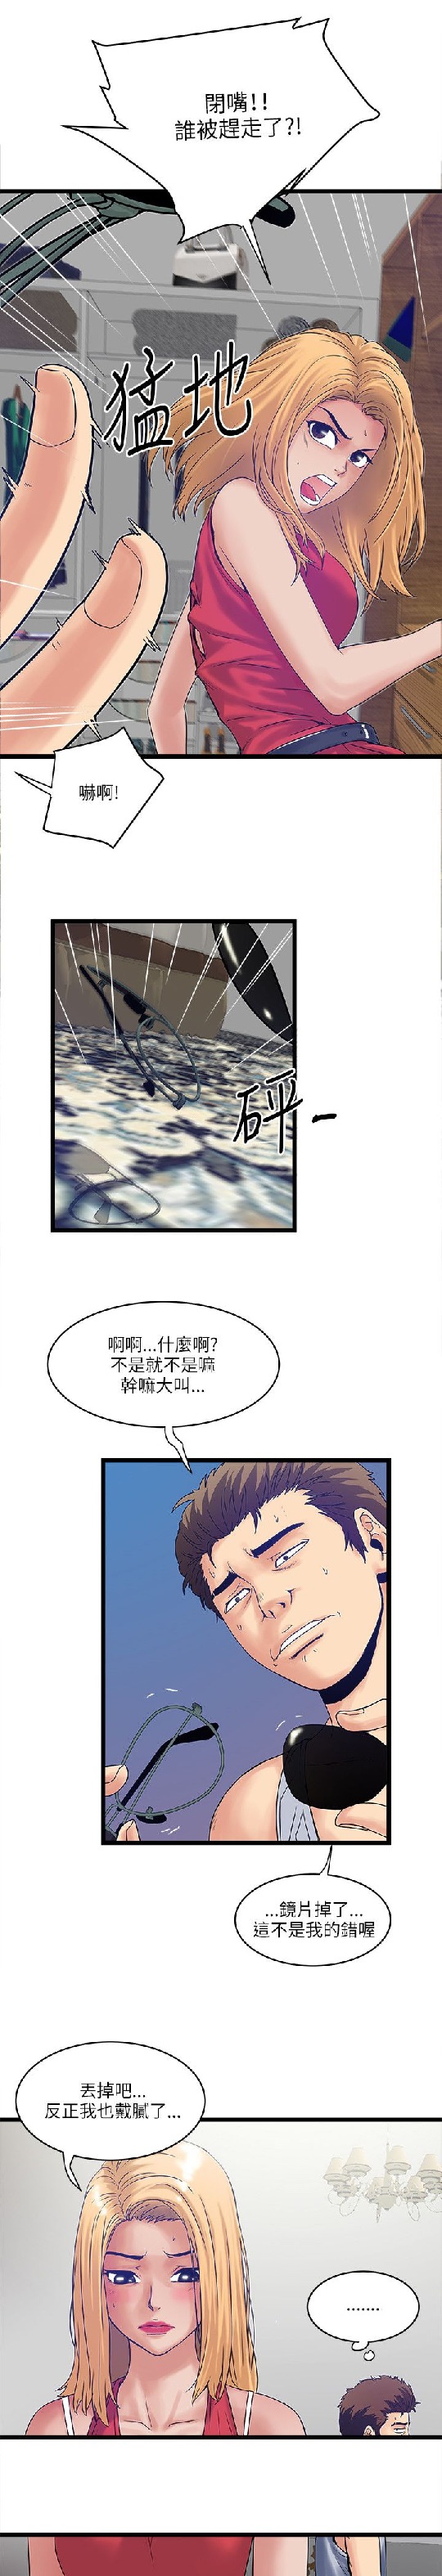 閉嘴!!
誰被趕走了?!
猛地
嚇啊!
砰-
啊啊...什麼啊?
不是就不是嘛
幹嘛大叫...
...鏡片掉了...
這不是我的錯喔
丟掉吧...
反正我也戴膩了...
.......